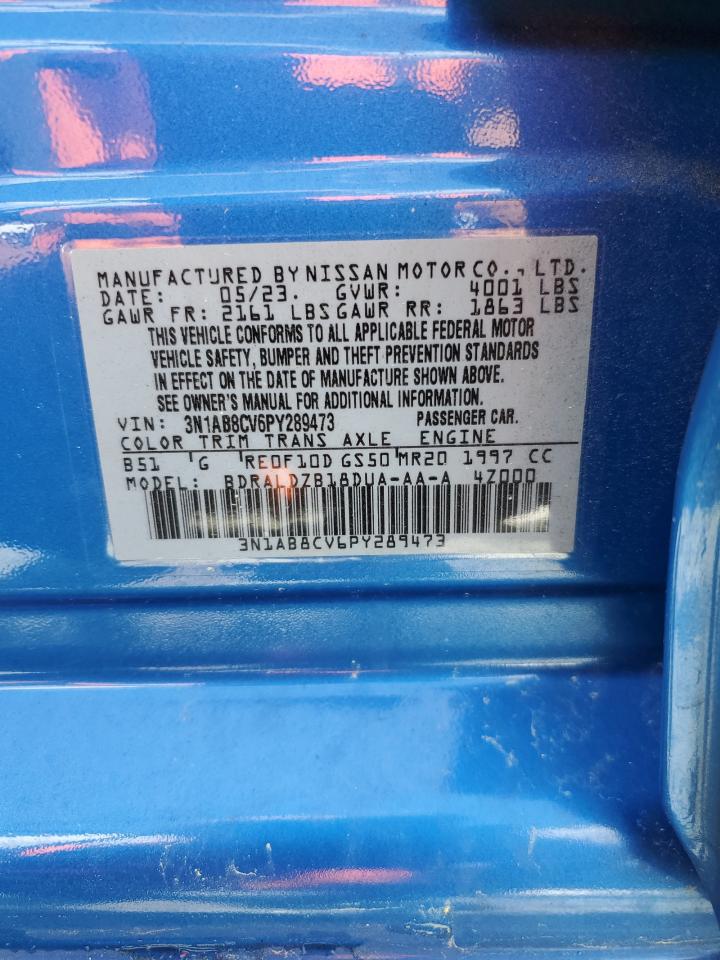 MANUFACTURED BY NISSAN MOTOR CO., LTD.
DATE: 05/23. GVWR: 4001 LBS
GAWR FR: 2161 LBS GAWR RR: 1863 LBS
THIS VEHICLE CONFORMS TO ALL APPLICABLE FEDERAL MOTOR
VEHICLE SAFETY, BUMPER AND THEFT PREVENTION STANDARDS
IN EFFECT ON THE DATE OF MANUFACTURE SHOWN ABOVE.
SEE OWNER'S MANUAL FOR ADDITIONAL INFORMATION.
VIN: 3N1AB8CV6PY289473 PASSENGER CAR.
COLOR TRIM TRANS AXLE ENGINE
B51 G RE0F10D GS50 MR20 1997 CC
MODEL: BDRALDZB18DUA-AA-A 4Z000
3N1AB8CV6PY289473